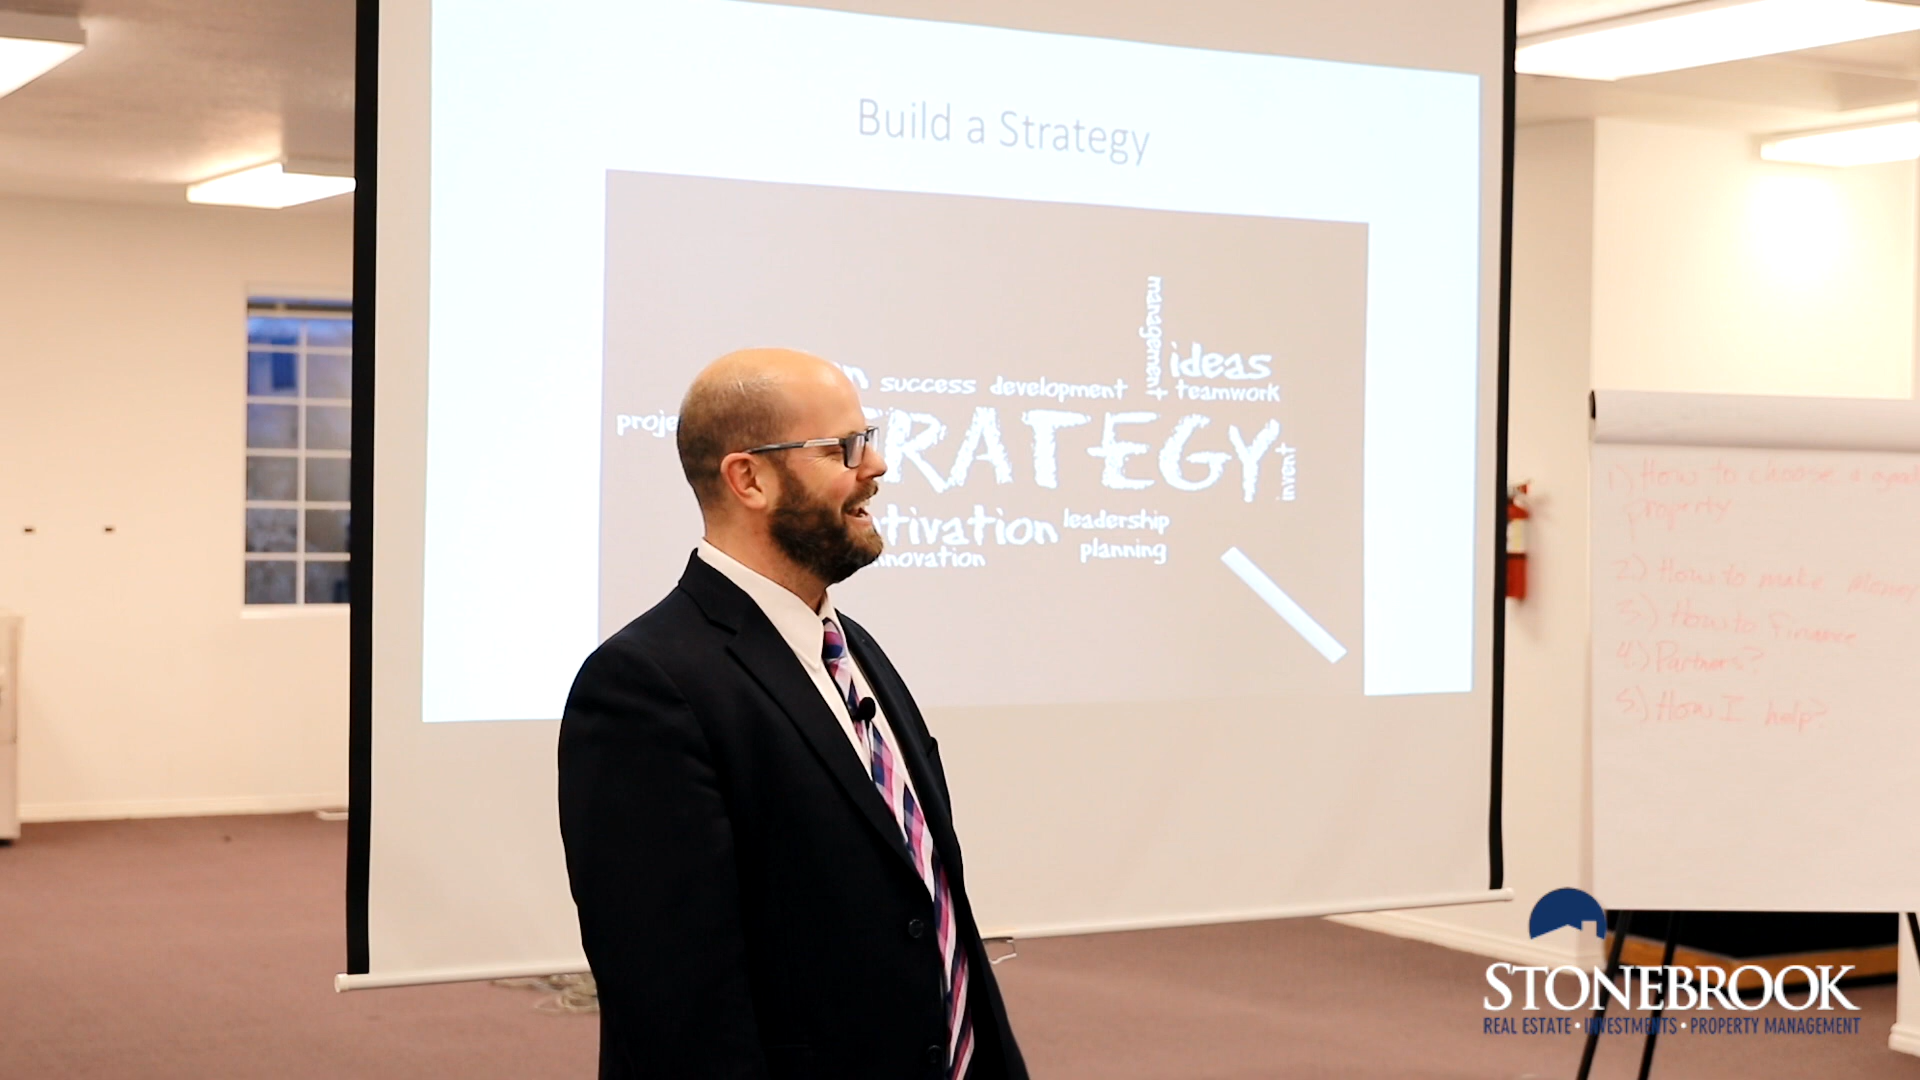 Build a Strategy
management
ideas
success development
teamwork
proje
RATEGY
invent
tivation
leadership
nnovation
planning
1) How to choose a good
property
2.) How to make Money
3.) How to Finance
4.) Partners?
5.) How I help?
STONEBROOK
REAL ESTATE • INVESTMENTS • PROPERTY MANAGEMENT